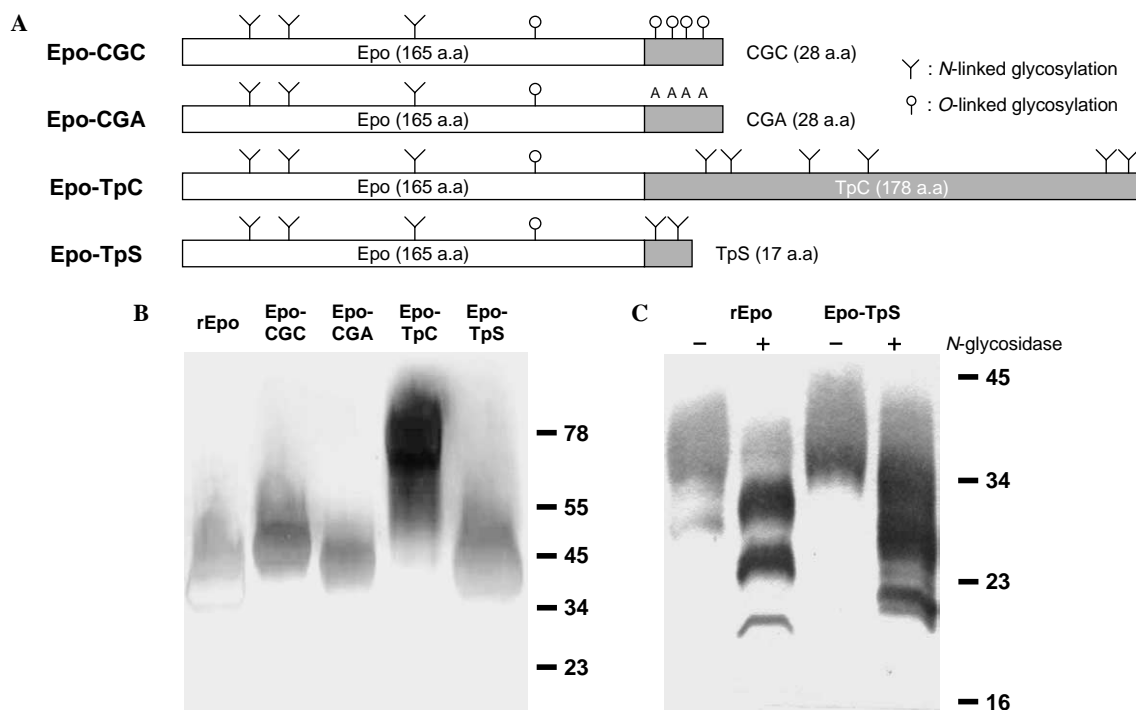 A
Epo-CGC
Epo (165 a.a)
CGC (28 a.a)
Epo-CGA
A A A A
Epo (165 a.a)
CGA (28 a.a)
Epo-TpC
Epo (165 a.a)
TpC (178 a.a)
Epo-TpS
Epo (165 a.a)
TpS (17 a.a)
: N-linked glycosylation
: O-linked glycosylation
B
rEpo
Epo-CGC
Epo-CGA
Epo-TpC
Epo-TpS
78
55
45
34
23
C
rEpo Epo-TpS
– + – + N-glycosidase
45
34
23
16